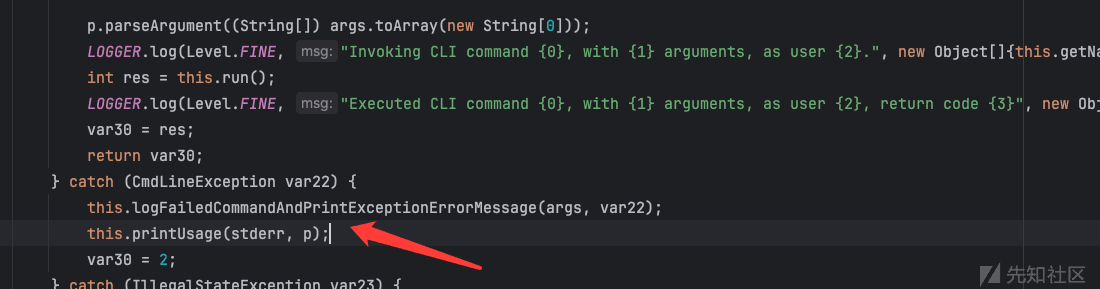 p.parseArgument((String[]) args.toArray(new String[0]));
LOGGER.log(Level.FINE, msg: "Invoking CLI command {0}, with {1} arguments, as user {2}.", new Object[]{this.getNa
int res = this.run();
LOGGER.log(Level.FINE, msg: "Executed CLI command {0}, with {1} arguments, as user {2}, return code {3}", new Obj
var30 = res;
return var30;
} catch (CmdLineException var22) {
this.logFailedCommandAndPrintExceptionErrorMessage(args, var22);
this.printUsage(stderr, p);
var30 = 2;
} catch (IllegalStateException var23) {
先知社区